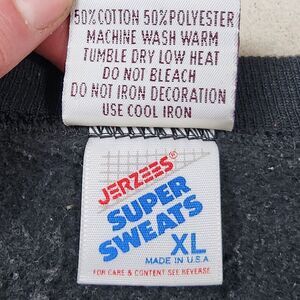 50% COTTON 50% POLYESTER
MACHINE WASH WARM
TUMBLE DRY LOW HEAT
DO NOT BLEACH
DO NOT IRON DECORATION
USE COOL IRON
JERZEES®
SUPER
SWEATS
XL
MADE IN U.S.A
FOR CARE & CONTENT SEE REVERSE